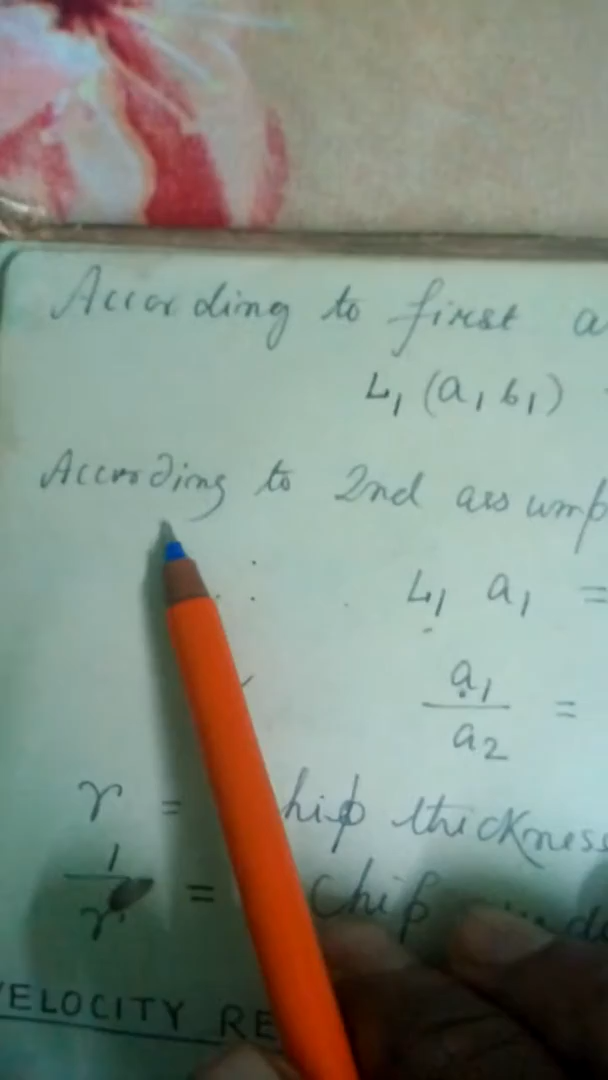 According to first a
L₁ (a₁ b₁)
According to 2nd assump
∴ L₁ a₁ =
a₁
a₂ =
r = hip thickness
1
r = Chip
VELOCITY RE